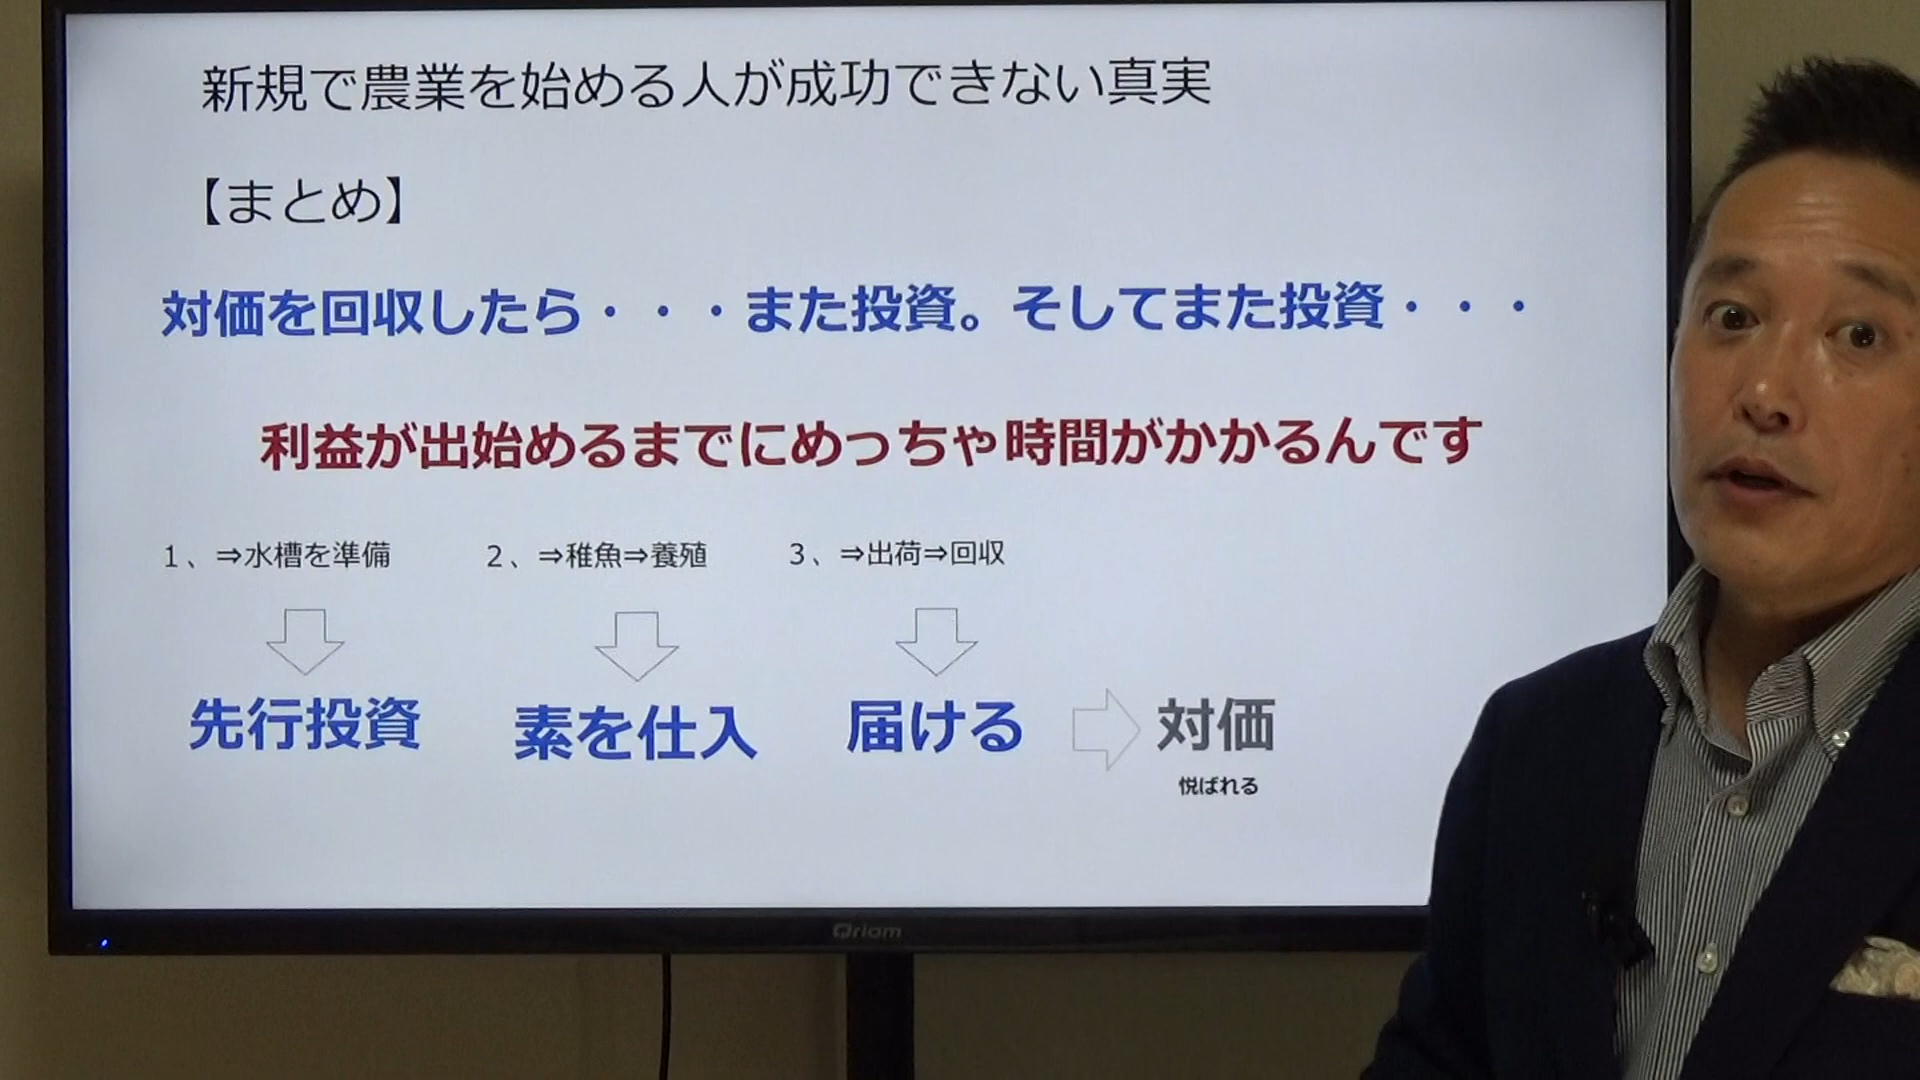 新規で農業を始める人が成功できない真実
【まとめ】
対価を回収したら・・・また投資。そしてまた投資・・・
利益が出始めるまでにめっちゃ時間がかかるんです
1、⇒水槽を準備 2、⇒稚魚⇒養殖 3、⇒出荷⇒回収
先行投資 素を仕入 届ける 対価
悦ばれる
Qriom